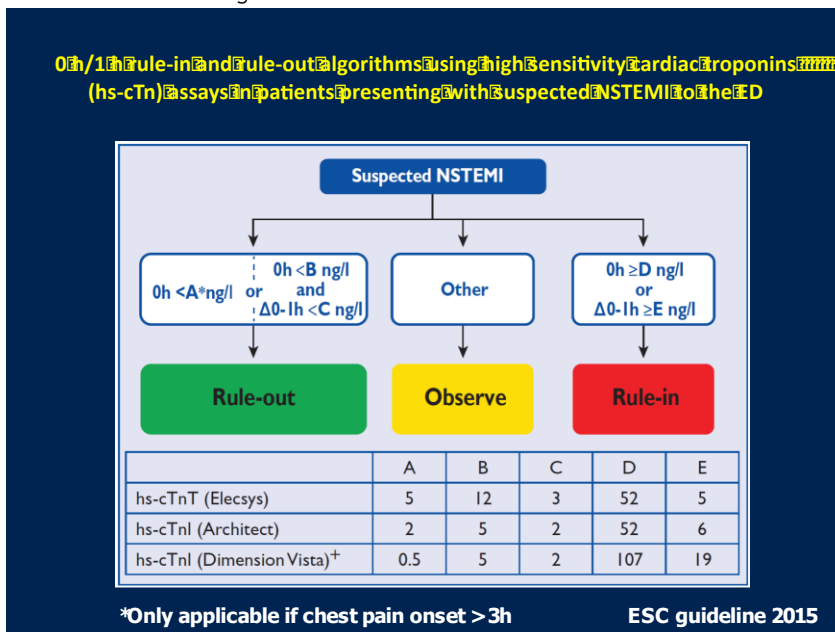 0 h/1 h rule-in and rule-out algorithms using high sensitivity cardiac troponins
(hs-cTn) assays in patients presenting with suspected NSTEMI to the ED
Suspected NSTEMI
0h <A*ng/l or 0h <B ng/l and Δ0-1h <C ng/l
Other
0h ≥D ng/l
or
Δ0-1h ≥E ng/l
Rule-out
Observe
Rule-in
A B C D E
hs-cTnT (Elecsys) 5 12 3 52 5
hs-cTnI (Architect) 2 5 2 52 6
hs-cTnI (Dimension Vista)+ 0.5 5 2 107 19
*Only applicable if chest pain onset >3h ESC guideline 2015